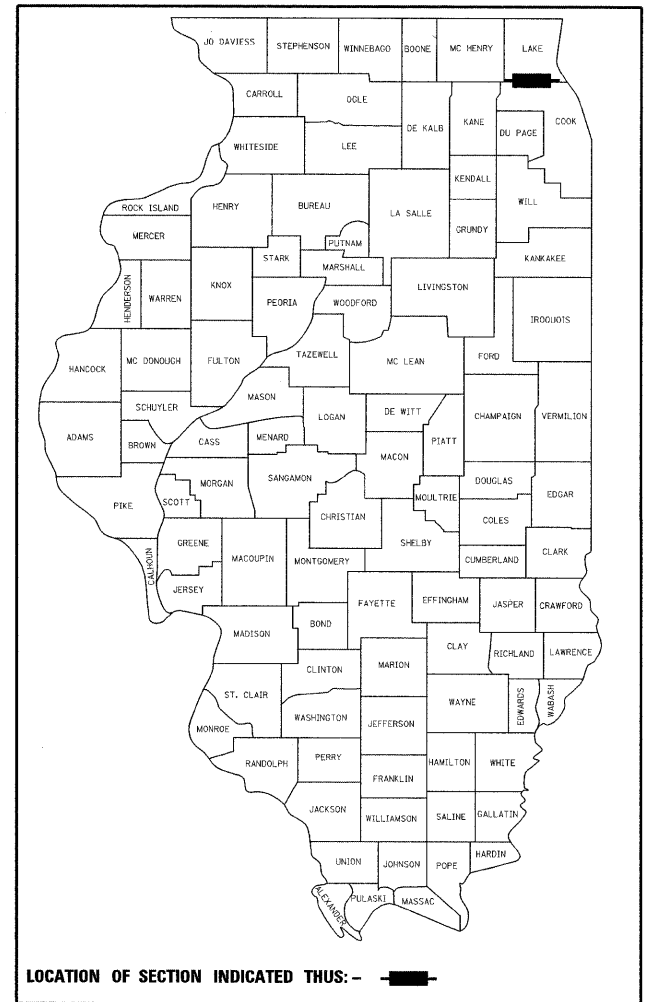 JO DAVIESS
STEPHENSON
WINNEBAGO
BOONE
MC HENRY
LAKE
CARROLL
OGLE
DE KALB
KANE
COOK
DU PAGE
WHITESIDE
LEE
KENDALL
WILL
ROCK ISLAND
HENRY
BUREAU
LA SALLE
GRUNDY
MERCER
PUTNAM
STARK
MARSHALL
KANKAKEE
HENDERSON
WARREN
KNOX
PEORIA
WOODFORD
LIVINGSTON
IROQUOIS
HANCOCK
MC DONOUGH
FULTON
TAZEWELL
MC LEAN
FORD
MASON
SCHUYLER
LOGAN
DE WITT
CHAMPAIGN
VERMILION
ADAMS
BROWN
CASS
MENARD
PIATT
MACON
MORGAN
SANGAMON
DOUGLAS
EDGAR
PIKE
SCOTT
MOULTRIE
CHRISTIAN
COLES
GREENE
MACOUPIN
MONTGOMERY
SHELBY
CUMBERLAND
CLARK
CALHOUN
JERSEY
FAYETTE
EFFINGHAM
JASPER
CRAWFORD
MADISON
BOND
CLAY
RICHLAND
LAWRENCE
CLINTON
MARION
ST. CLAIR
WAYNE
EDWARDS
WABASH
WASHINGTON
JEFFERSON
MONROE
RANDOLPH
PERRY
HAMILTON
WHITE
FRANKLIN
JACKSON
WILLIAMSON
SALINE
GALLATIN
UNION
JOHNSON
POPE
HARDIN
ALEXANDER
PULASKI
MASSAC
LOCATION OF SECTION INDICATED THUS: -